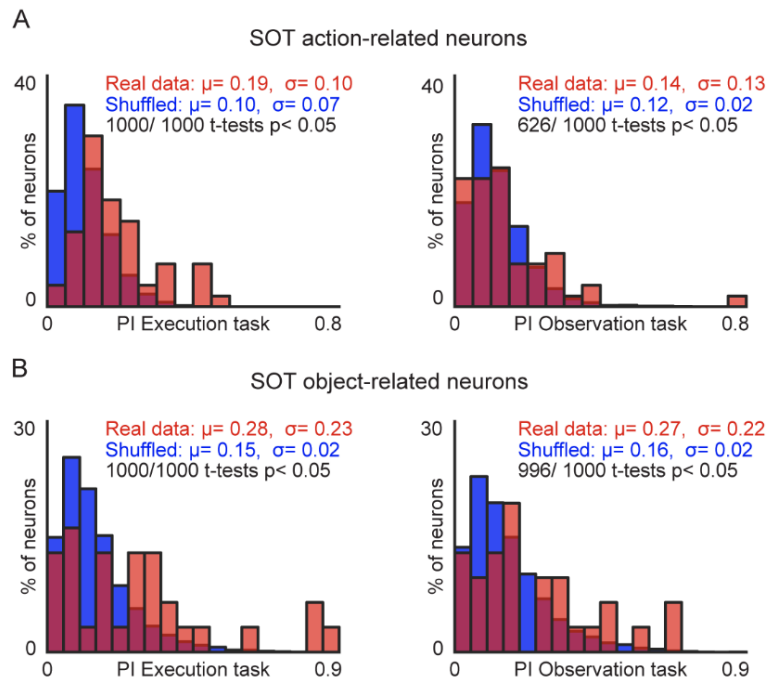 A
SOT action-related neurons
40
Real data: µ= 0.19, σ= 0.10
Shuffled: µ= 0.10, σ= 0.07
1000/ 1000 t-tests p< 0.05
% of neurons
0
0
PI Execution task
0.8
40
Real data: µ= 0.14, σ= 0.13
Shuffled: µ= 0.12, σ= 0.02
626/ 1000 t-tests p< 0.05
% of neurons
0
0
PI Observation task
0.8
B
SOT object-related neurons
30
Real data: µ= 0.28, σ= 0.23
Shuffled: µ= 0.15, σ= 0.02
1000/1000 t-tests p< 0.05
% of neurons
0
0
PI Execution task
0.9
30
Real data: µ= 0.27, σ= 0.22
Shuffled: µ= 0.16, σ= 0.02
996/ 1000 t-tests p< 0.05
% of neurons
0
0
PI Observation task
0.9